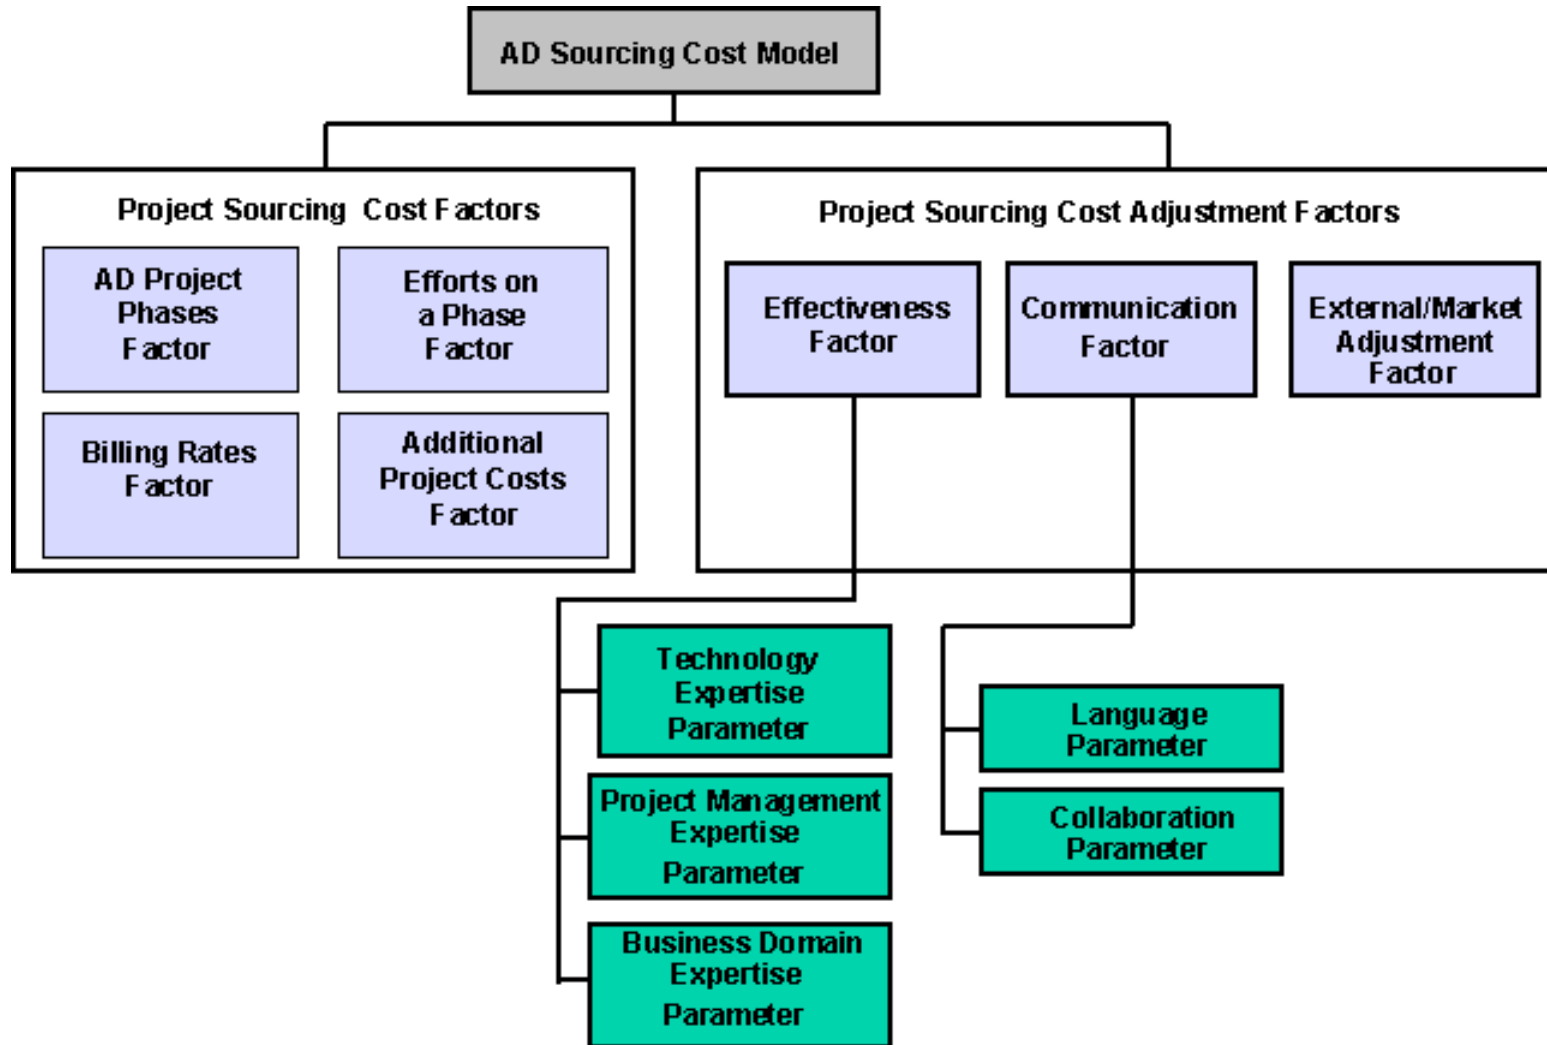 AD Sourcing Cost Model
Project Sourcing Cost Factors
AD Project
Phases
Factor
Efforts on
a Phase
Factor
Billing Rates
Factor
Additional
Project Costs
Factor
Project Sourcing Cost Adjustment Factors
Effectiveness
Factor
Communication
Factor
External/Market
Adjustment
Factor
Technology
Expertise
Parameter
Project Management
Expertise
Parameter
Business Domain
Expertise
Parameter
Language
Parameter
Collaboration
Parameter